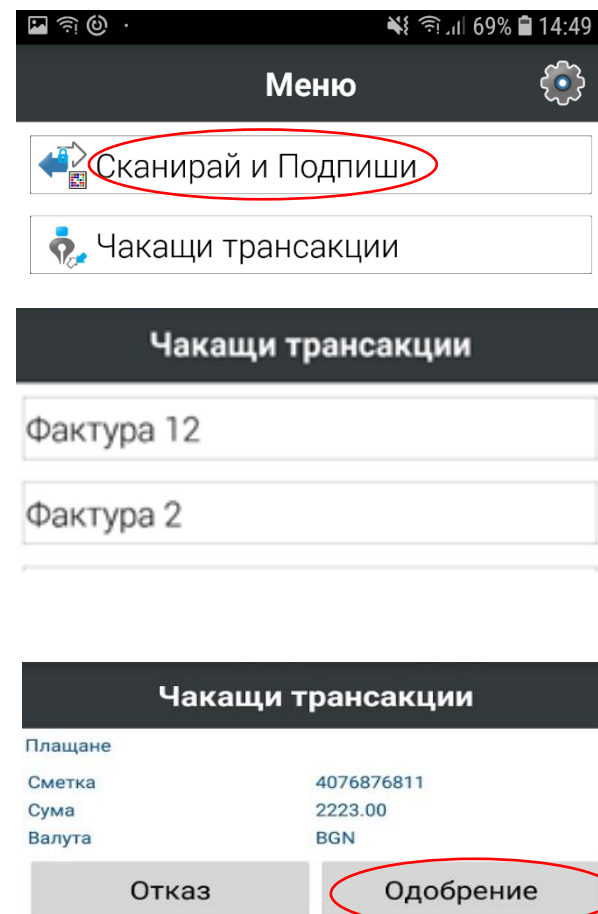 69% 14:49
Меню
Сканирай и Подпиши
Чакащи трансакции
Чакащи трансакции
Фактура 12
Фактура 2
Чакащи трансакции
Плащане
Сметка 4076876811
Сума 2223.00
Валута BGN
Отказ Одобрение